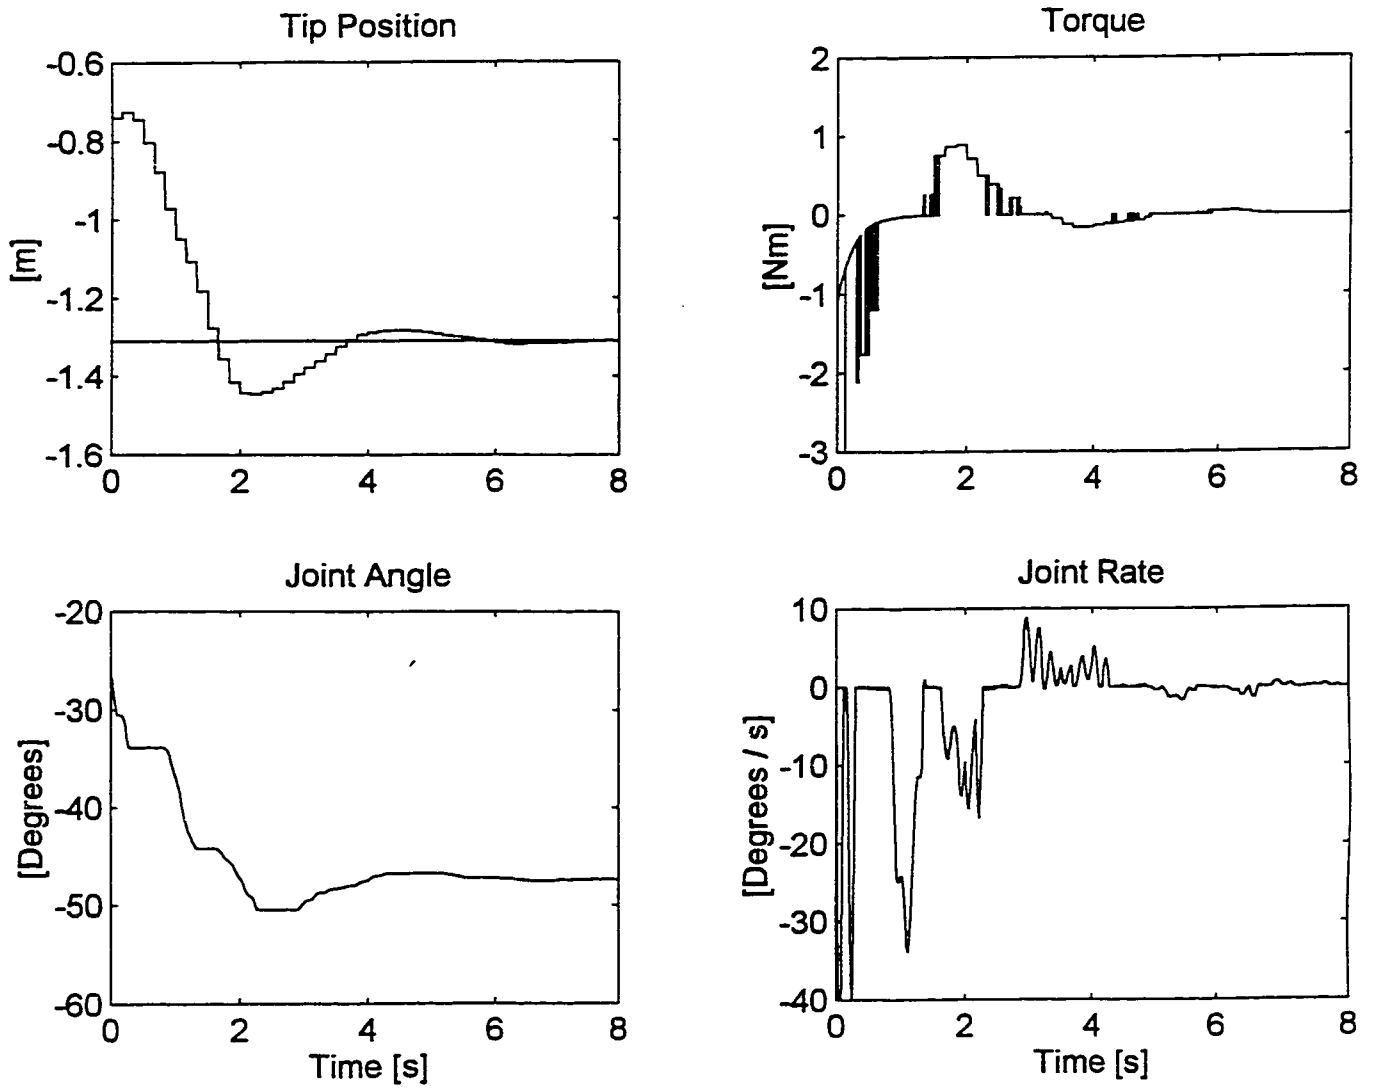 Tip Position
-0.6
-0.8
-1
-1.2
-1.4
-1.6
[m]
0 2 4 6 8
Torque
2
1
0
-1
-2
-3
[Nm]
0 2 4 6 8
Joint Angle
-20
-30
-40
-50
-60
[Degrees]
0 2 4 6 8
Time [s]
Joint Rate
10
0
-10
-20
-30
-40
[Degrees / s]
0 2 4 6 8
Time [s]